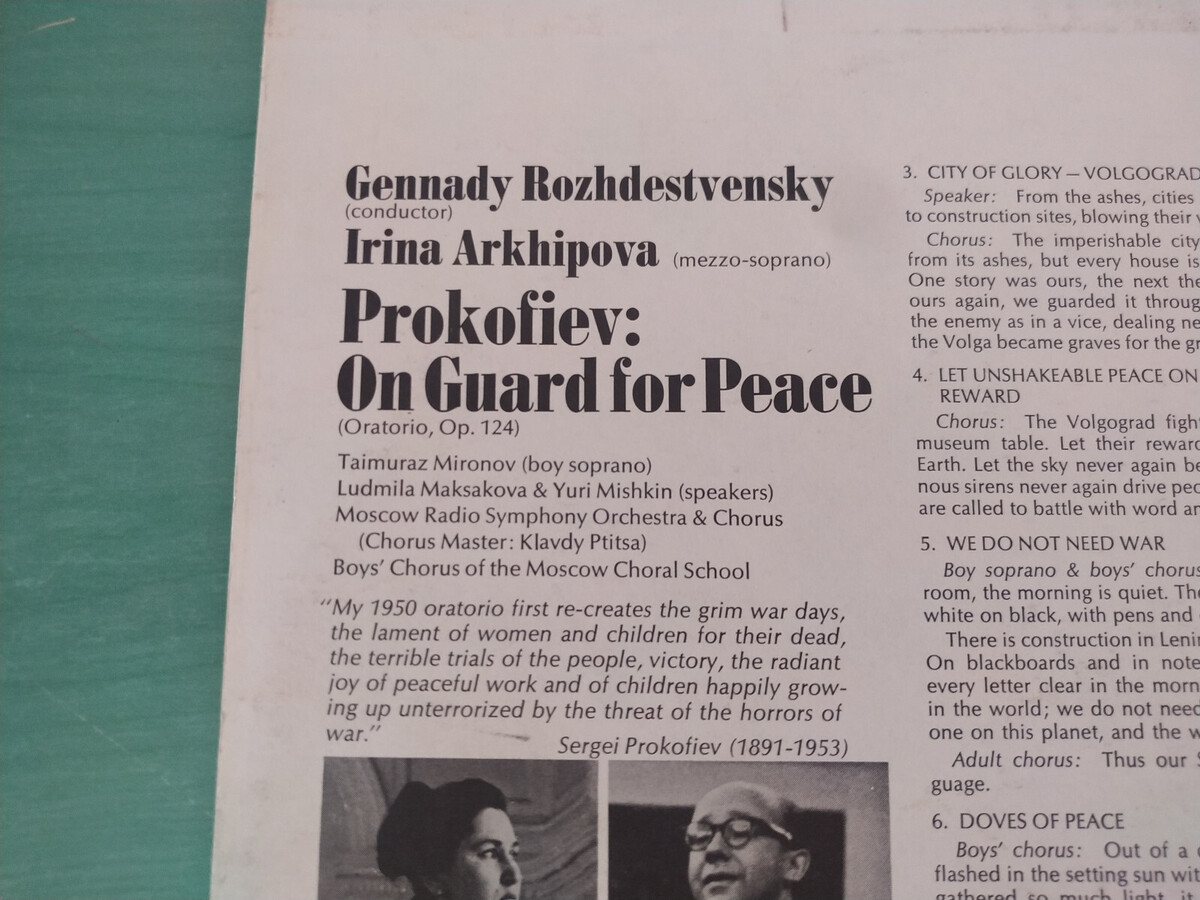 Gennady Rozhdestvensky
(conductor)
Irina Arkhipova (mezzo-soprano)
Prokofiev:
On Guard for Peace
(Oratorio, Op. 124)
Taimuraz Mironov (boy soprano)
Ludmila Maksakova & Yuri Mishkin (speakers)
Moscow Radio Symphony Orchestra & Chorus
(Chorus Master: Klavdy Ptitsa)
Boys' Chorus of the Moscow Choral School
"My 1950 oratorio first re-creates the grim war days,
the lament of women and children for their dead,
the terrible trials of the people, victory, the radiant
joy of peaceful work and of children happily grow-
ing up unterrorized by the threat of the horrors of
war."
Sergei Prokofiev (1891-1953)
3. CITY OF GLORY — VOLGOGRAD
Speaker: From the ashes, cities
to construction sites, blowing their
Chorus: The imperishable city
from its ashes, but every house is
One story was ours, the next the
ours again, we guarded it throug
the enemy as in a vice, dealing ne
the Volga became graves for the gr
4. LET UNSHAKEABLE PEACE ON
REWARD
Chorus: The Volgograd figh
museum table. Let their reward
Earth. Let the sky never again be
nous sirens never again drive peo
are called to battle with word an
5. WE DO NOT NEED WAR
Boy soprano & boys' chorus
room, the morning is quiet. The
white on black, with pens and
There is construction in Lenin
On blackboards and in note
every letter clear in the morn
in the world; we do not need
one on this planet, and the w
Adult chorus: Thus our
guage.
6. DOVES OF PEACE
Boys' chorus: Out of a
flashed in the setting sun wit
gathered so much light, it